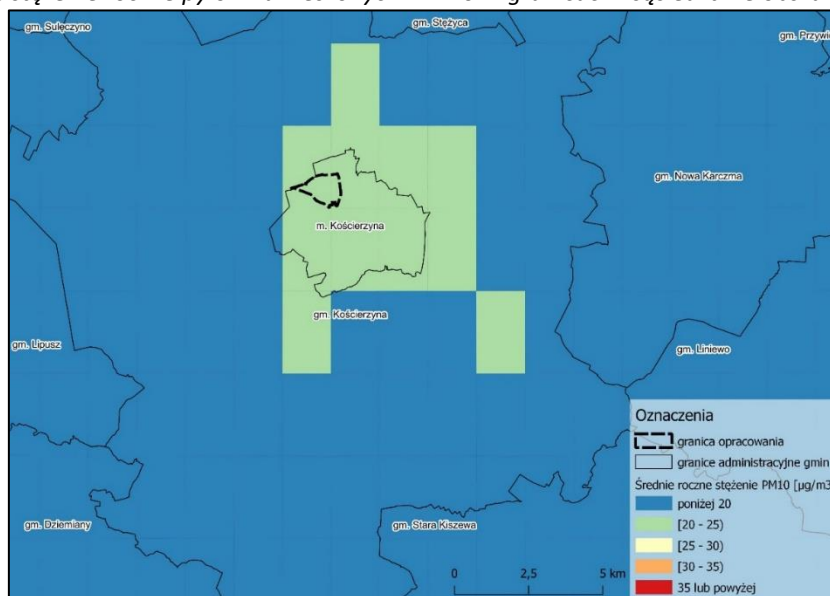 gm. Sulęczyno
gm. Stężyca
gm. Nowa Karczma
m. Kościerzyna
gm. Kościerzyna
gm. Lipusz
gm. Liniewo
gm. Dziemiany
gm. Stara Kiszewa
Oznaczenia
granica opracowania
granice administracyjne gmin
Średnie roczne stężenie PM10 [µg/m3
poniżej 20
[20 - 25)
[25 - 30)
[30 - 35)
35 lub powyżej
0 2,5 5 km